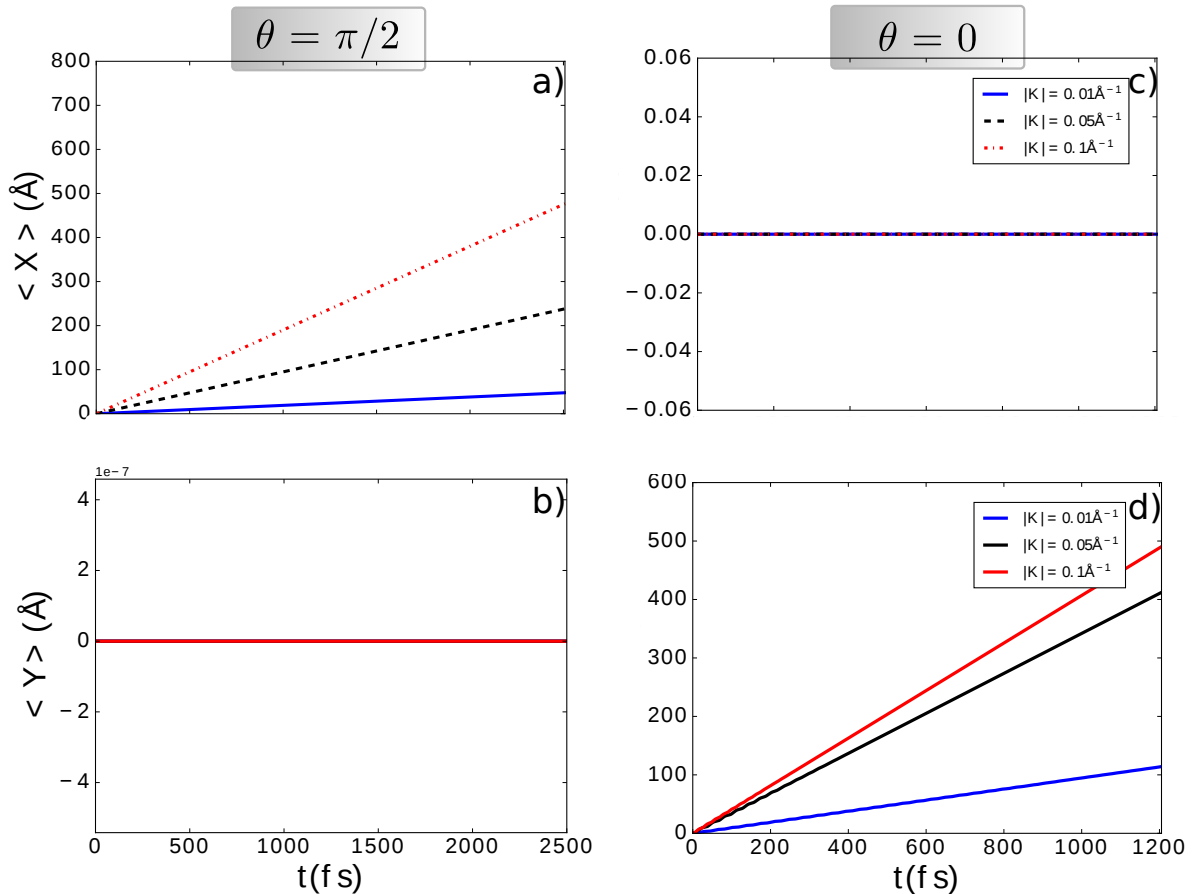 θ = π/2
θ = 0
800
700
600
500
400
300
200
100
0
< X > (Å)
a)
0.06
0.04
0.02
0.00
−0.02
−0.04
−0.06
c)
|K| = 0.01Å⁻¹
|K| = 0.05Å⁻¹
|K| = 0.1Å⁻¹
1e−7
4
2
0
−2
−4
< Y > (Å)
b)
0
500
1000
1500
2000
2500
t(fs)
600
500
400
300
200
100
0
d)
|K| = 0.01Å⁻¹
|K| = 0.05Å⁻¹
|K| = 0.1Å⁻¹
0
200
400
600
800
1000
1200
t(fs)